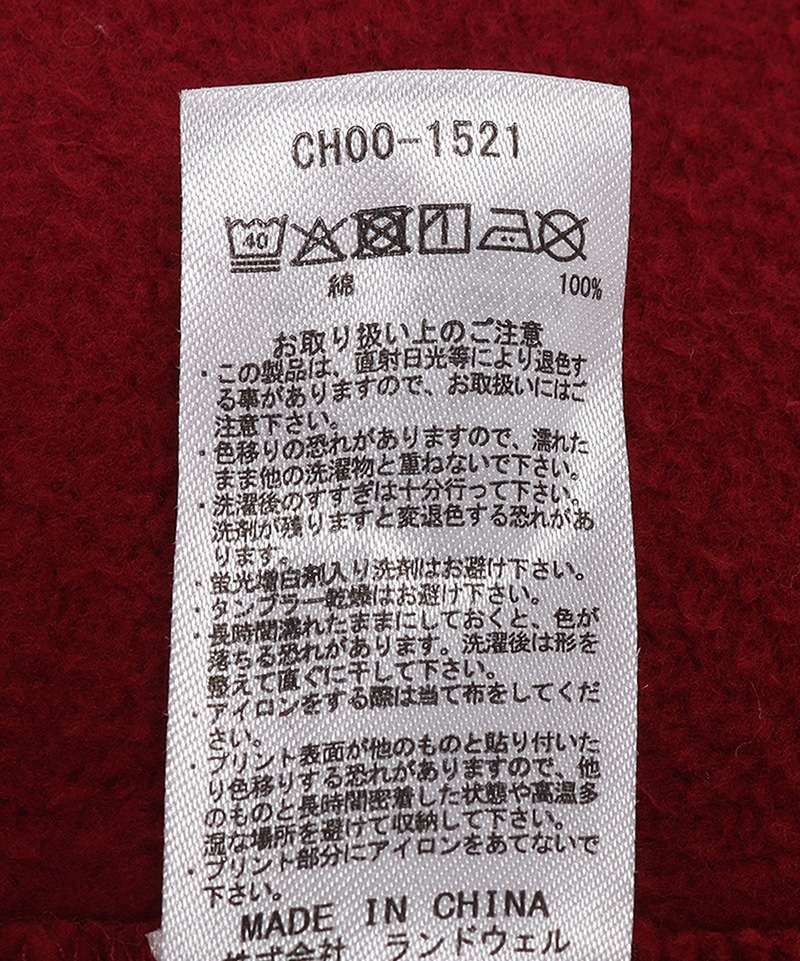 CH00-1521
40
綿 100%
お取り扱い上のご注意
・この製品は、直射日光等により退色す
る事がありますので、お取扱いにはご
注意下さい。
・色移りの恐れがありますので、濡れた
まま他の洗濯物と重ねないで下さい。
・洗濯後のすすぎは十分行って下さい。
洗剤が残りますと変退色する恐れがあ
ります。
・蛍光増白剤入り洗剤はお避け下さい。
・タンブラー乾燥はお避け下さい。
・長時間濡れたままにしておくと、色が
落ちる恐れがあります。洗濯後は形を
整えて直ぐに干して下さい。
・アイロンをする際は当て布をしてくだ
さい。
・プリント表面が他のものと貼り付いた
り色移りする恐れがありますので、他
のものと長時間密着した状態や高温多
湿な場所を避けて収納して下さい。
・プリント部分にアイロンをあてないで
下さい。
MADE IN CHINA
株式会社 ランドウェル